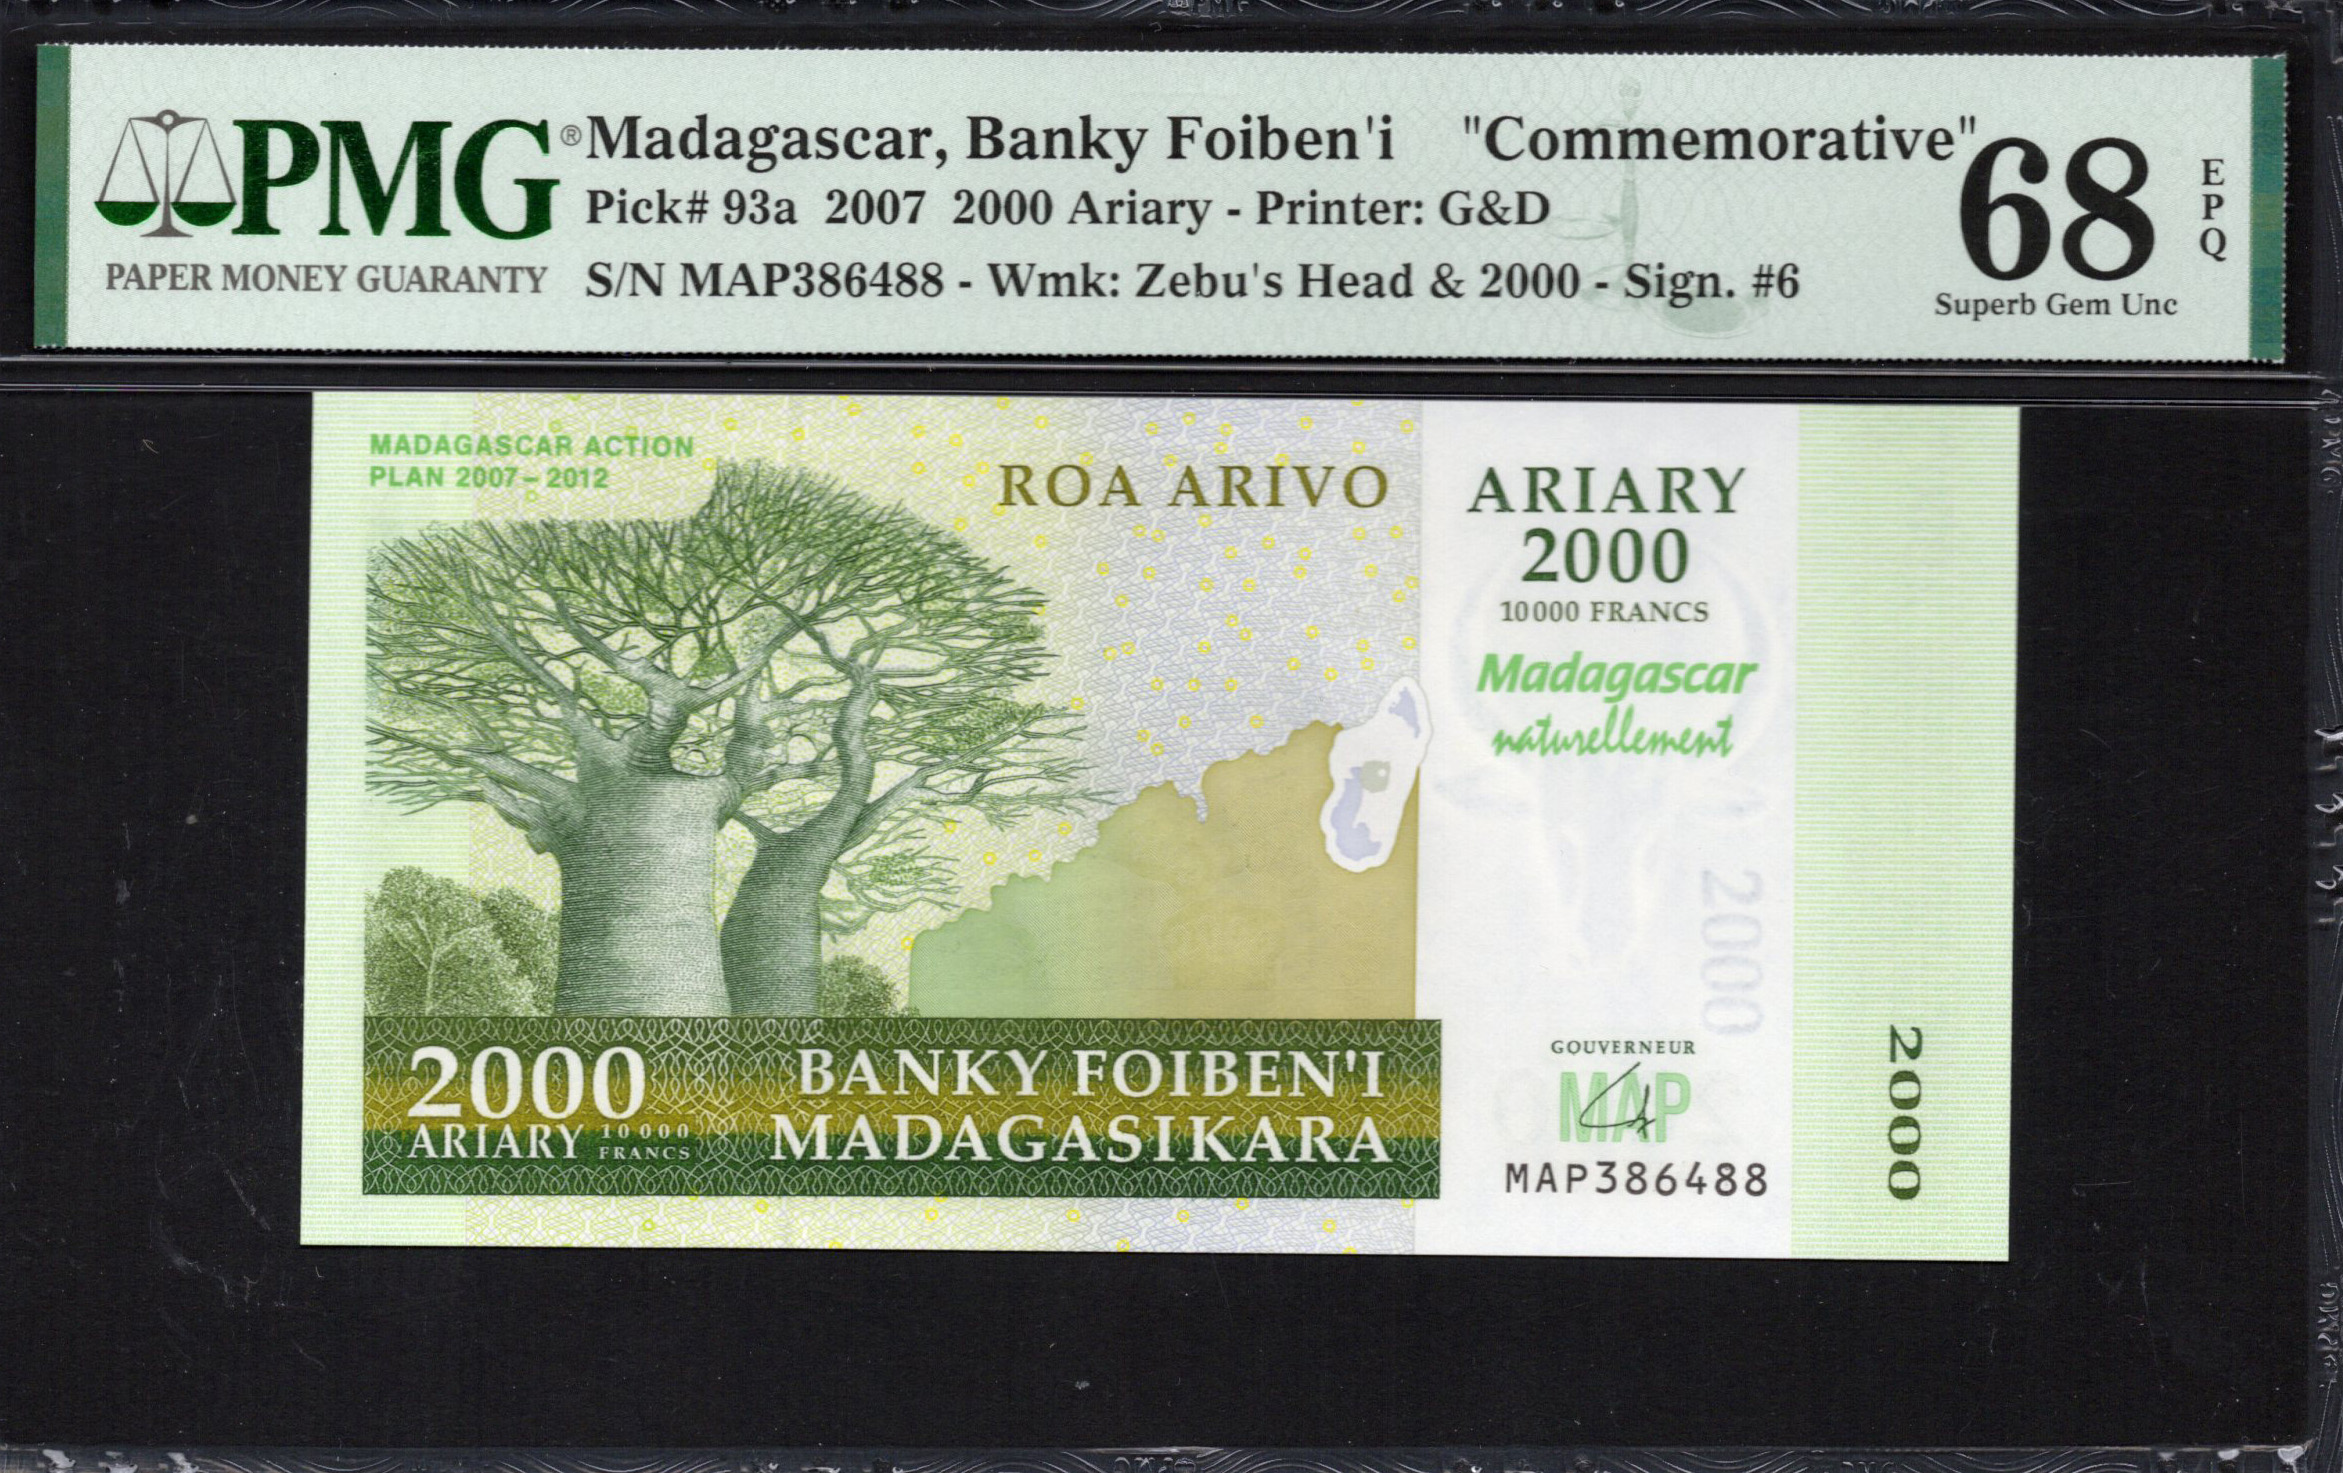 PMG®
PAPER MONEY GUARANTY
Madagascar, Banky Foiben'i "Commemorative"
Pick# 93a 2007 2000 Ariary - Printer: G&D
S/N MAP386488 - Wmk: Zebu's Head & 2000 - Sign. #6
68
EPQ
Superb Gem Unc
MADAGASCAR ACTION
PLAN 2007-2012
ROA ARIVO
ARIARY
2000
10000 FRANCS
Madagascar
naturellement
2000
2000
ARIARY 10000
FRANCS
BANKY FOIBEN'I
MADAGASIKARA
GOUVERNEUR
MAP
MAP386488
2000